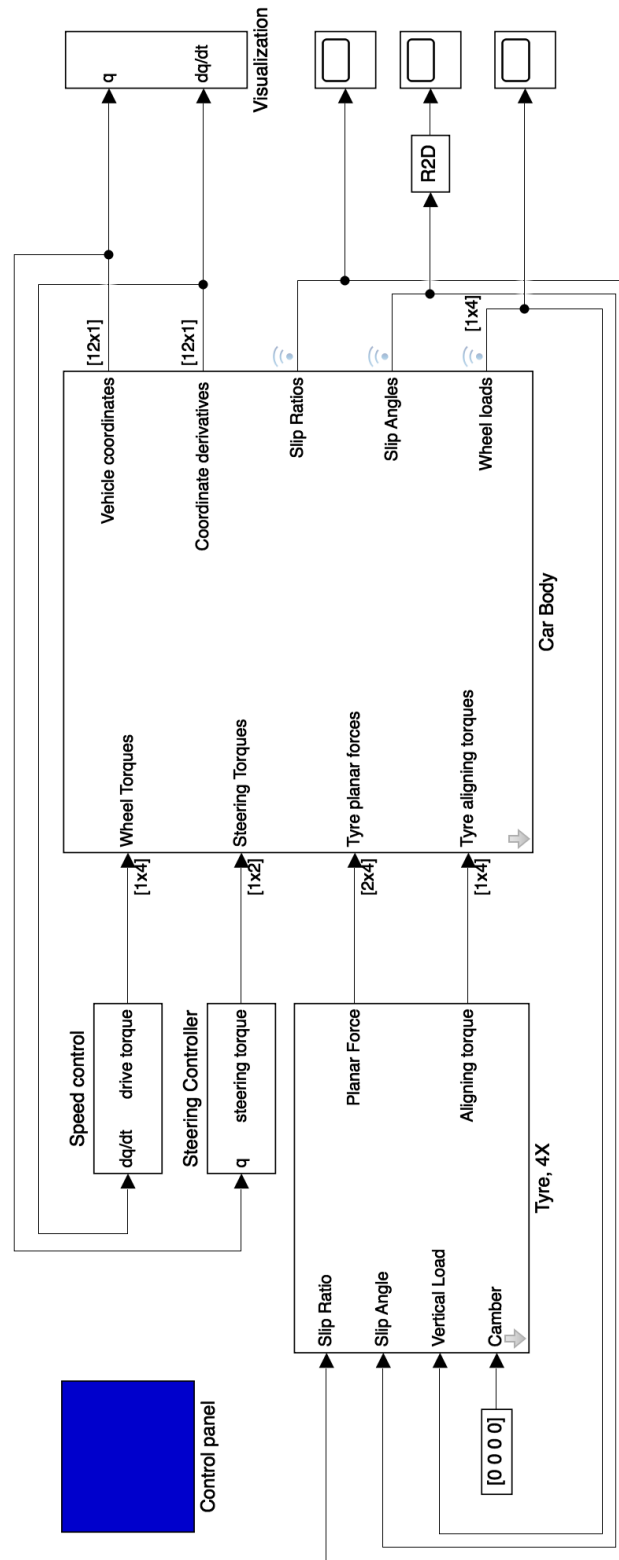 Control panel
Speed control
dq/dt
drive torque
Steering Controller
q
steering torque
Slip Ratio
Slip Angle
Vertical Load
Camber
[0 0 0 0]
Planar Force
Aligning torque
Tyre, 4X
[1x4]
[1x2]
[2x4]
[1x4]
Wheel Torques
Steering Torques
Tyre planar forces
Tyre aligning torques
Vehicle coordinates
Coordinate derivatives
Slip Ratios
Slip Angles
Wheel loads
Car Body
[12x1]
[12x1]
[1x4]
R2D
q
dq/dt
Visualization